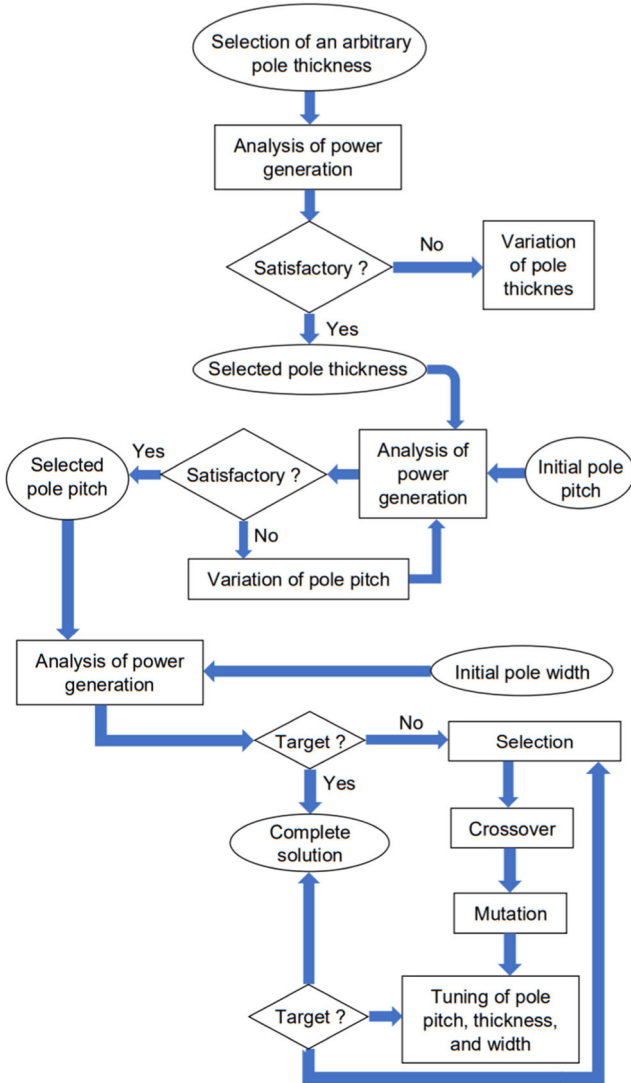 Selection of an arbitrary
pole thickness
Analysis of power
generation
Satisfactory ?
No
Variation
of pole
thicknes
Yes
Selected pole thickness
Selected
pole pitch
Yes
Satisfactory ?
Analysis of
power
generation
Initial pole
pitch
No
Variation of pole pitch
Analysis of power
generation
Initial pole width
Target ?
No
Selection
Yes
Complete
solution
Crossover
Mutation
Target ?
Tuning of pole
pitch, thickness,
and width